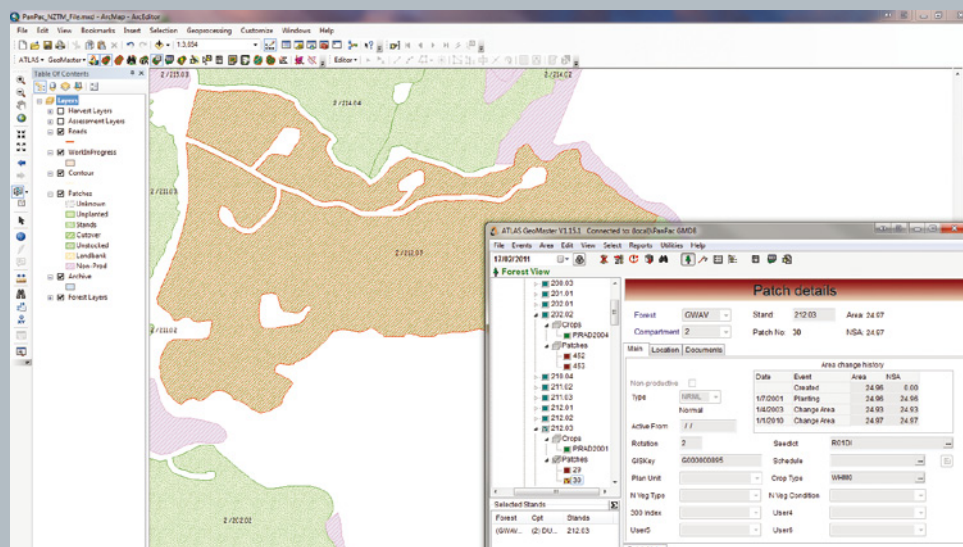 PanPac_NZTM_File.mxd - ArcMap - ArcEditor
File Edit View Bookmarks Insert Selection Geoprocessing Customize Windows Help
1:3,054
ATLAS GeoMaster
Editor
Table Of Contents
Layers
Harvest Layers
Assessment Layers
Roads
WorkInProgress
Contour
Patches
Unknown
Unplanted
Stands
Cutover
Unstocked
Landbank
Non-Prod
Archive
Forest Layers
2 / 215.03
2 / 214.04
2 / 214.02
2 / 211.03
2 / 212.03
2 / 211.02
2 / 202.02
ATLAS GeoMaster V1.15.1 Connected to: (local)\PanPac GMDB
File Events Area Edit View Select Reports Utilities Help
13/02/2011
Forest View
200.03
201.01
202.01
202.02
Crops
PRAD2004
Patches
452
453
210.04
211.02
211.03
212.01
212.02
212.03
Crops
PRAD2001
Patches
29
30
Selected Stands
Forest Cpt Stands
(GWAV... (2) DU... 212.03
Patch details
Forest GWAV Stand 212.03 Area: 24.97
Compartment 2 Patch No: 30 NSA: 24.97
Main Location Documents
Area change history
Date Event Area NSA
Created 24.96 0.00
1/7/2001 Planting 24.96 24.96
1/4/2003 Change Area 24.93 24.93
1/1/2010 Change Area 24.97 24.97
Non-productive
Type NRML
Normal
Active From / /
Rotation 2 Seedlot R01DI
GISKey G000000895 Schedule
Plan Unit Crop Type
N Veg Type N Veg Condition
300 Index User4
User5 User6